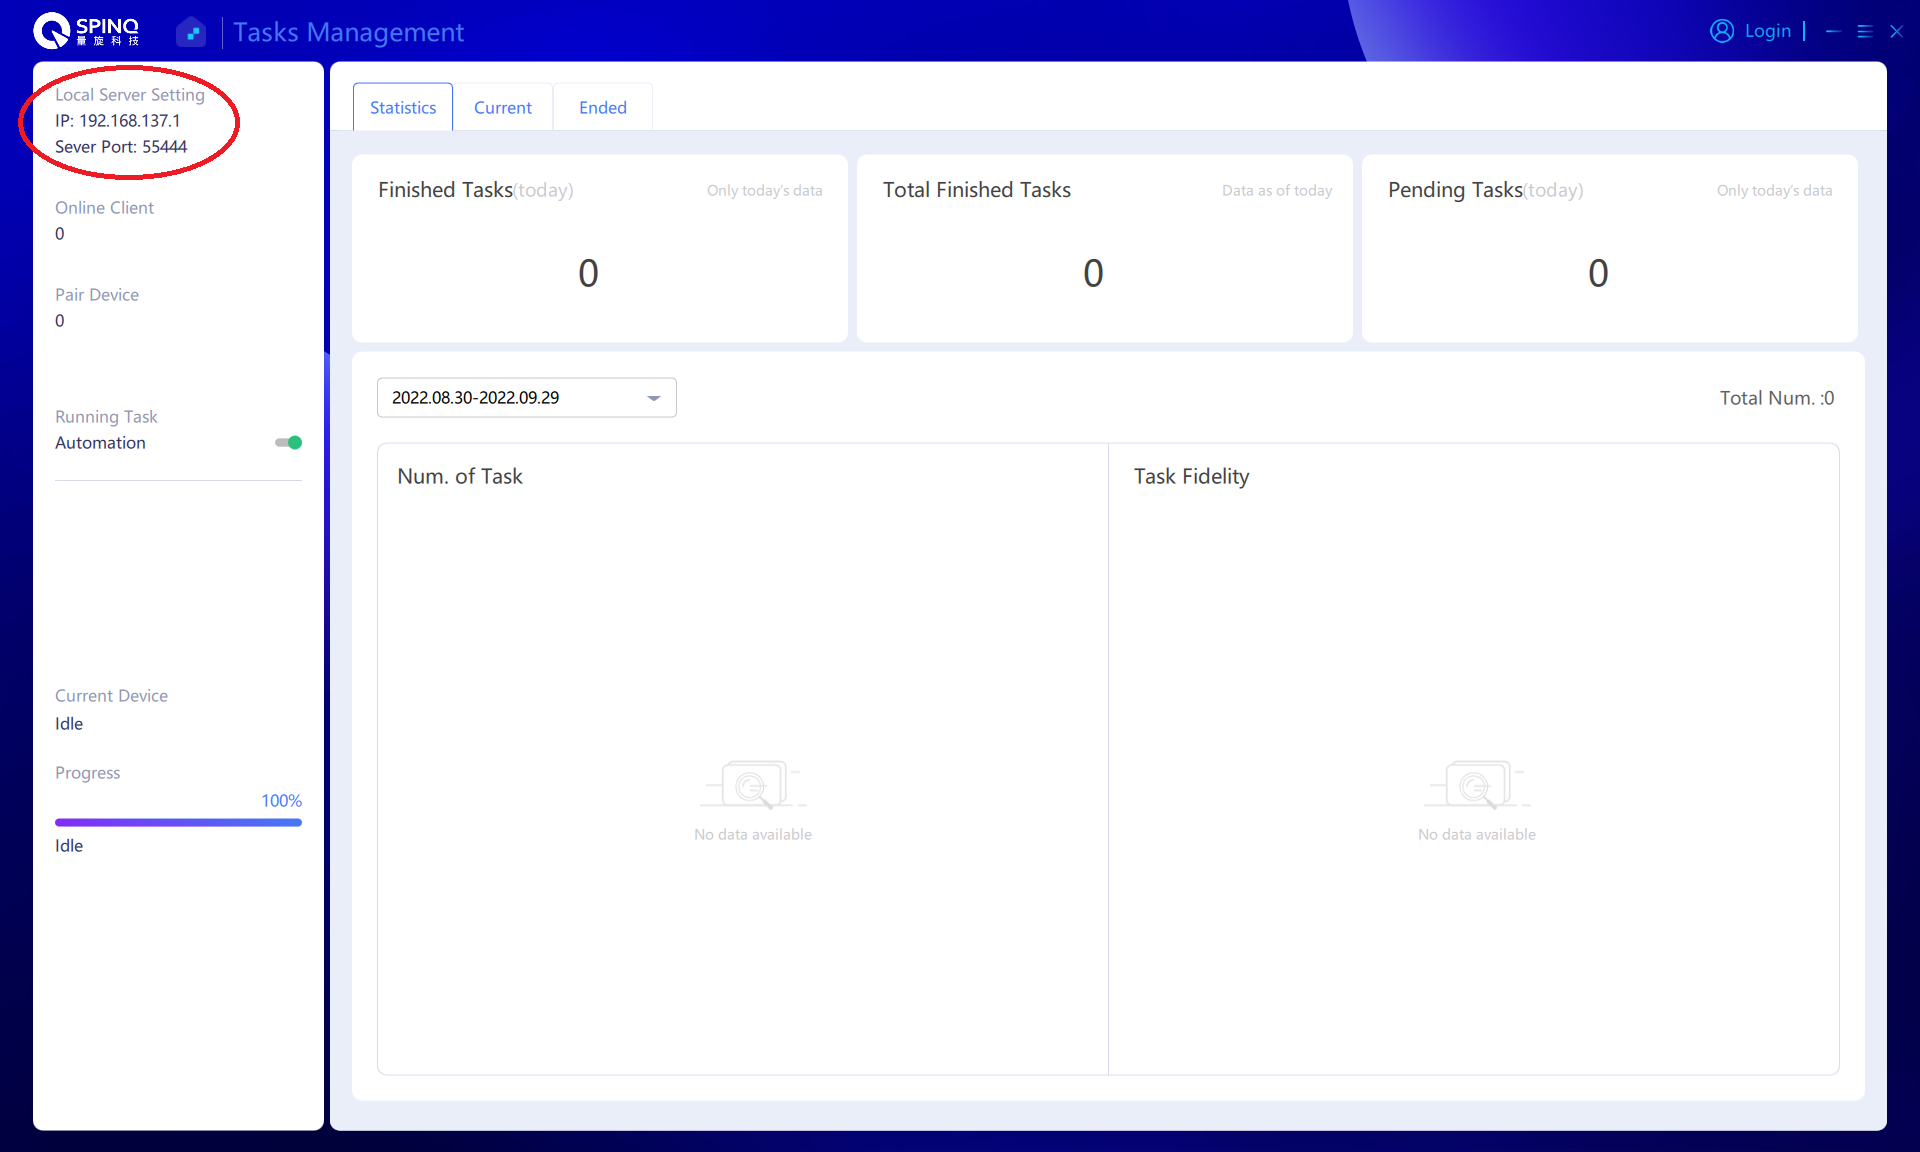 SPINQ
量旋科技
Tasks Management
Login
Local Server Setting
IP: 192.168.137.1
Sever Port: 55444
Online Client
0
Pair Device
0
Running Task
Automation
Current Device
Idle
Progress
100%
Idle
Statistics
Current
Ended
Finished Tasks(today)
Only today's data
0
Total Finished Tasks
Data as of today
0
Pending Tasks(today)
Only today's data
0
2022.08.30-2022.09.29
Total Num. :0
Num. of Task
No data available
Task Fidelity
No data available